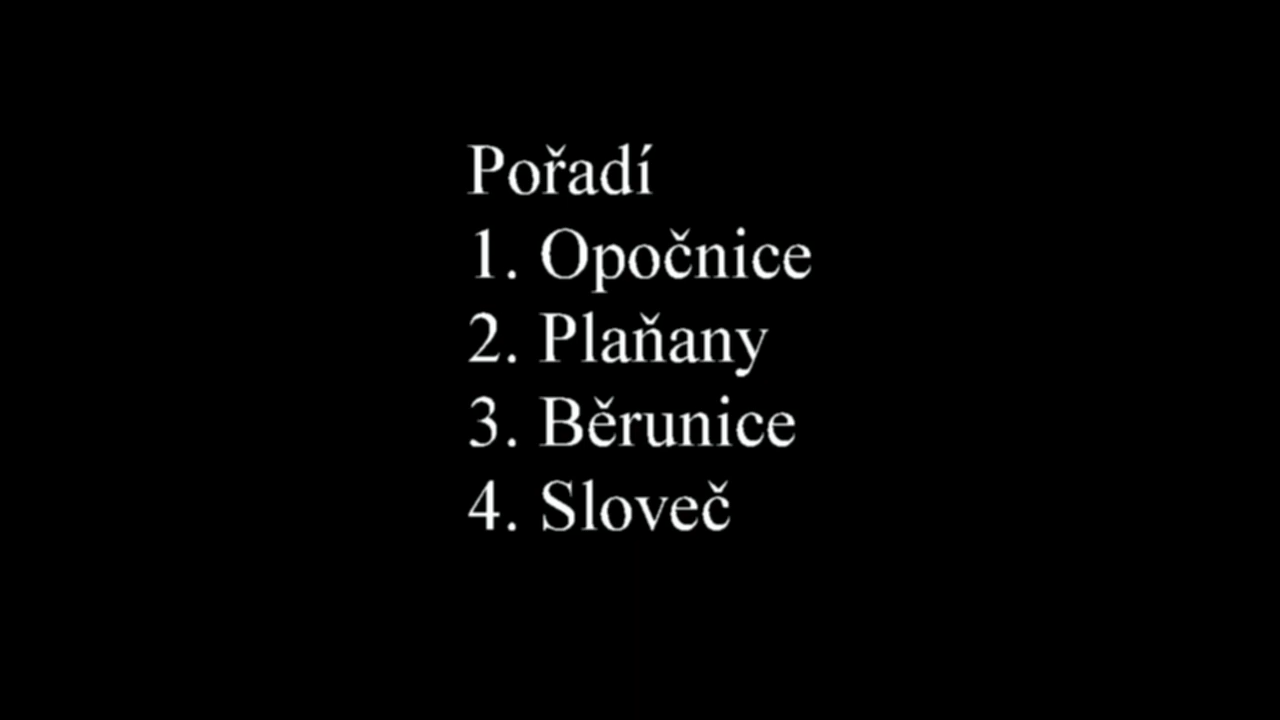 Pořadí
1. Opočnice
2. Plaňany
3. Běrunice
4. Sloveč